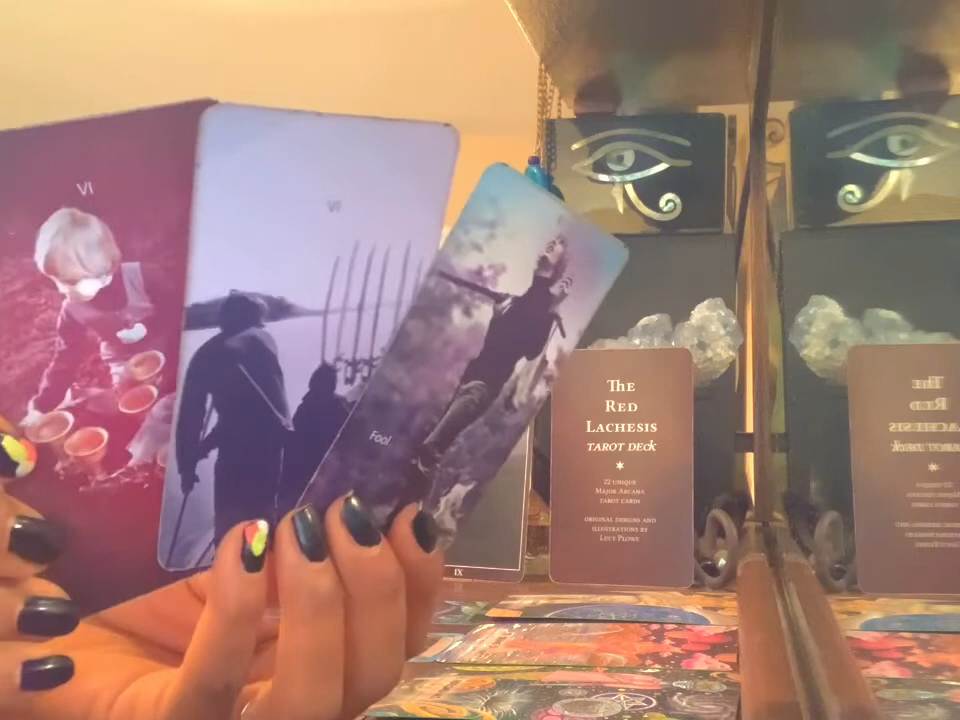 VI
VI
Fool
IX
The
Red
Lachesis
Tarot Deck
22 unique
Major Arcana
tarot cards
original designs and
illustrations by
Lucy Plowe